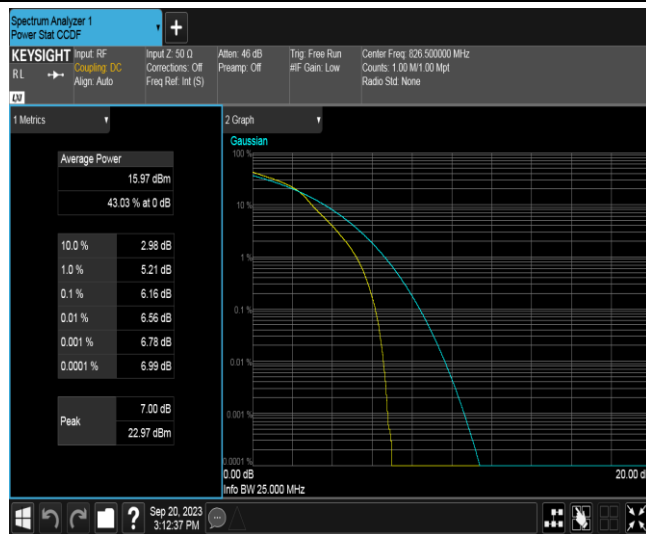 Spectrum Analyzer 1
Power Stat CCDF
+
KEYSIGHT
RL
LXI
Input: RF
Coupling: DC
Align: Auto
Input Z: 50 Ω
Corrections: Off
Freq Ref: Int (S)
Atten: 46 dB
Preamp: Off
Trig: Free Run
#IF Gain: Low
Center Freq: 826.500000 MHz
Counts: 1.00 M/1.00 Mpt
Radio Std: None
1 Metrics
Average Power
15.97 dBm
43.03 % at 0 dB
10.0 % 2.98 dB
1.0 % 5.21 dB
0.1 % 6.16 dB
0.01 % 6.56 dB
0.001 % 6.78 dB
0.0001 % 6.99 dB
Peak
7.00 dB
22.97 dBm
2 Graph
Gaussian
100 %
10 %
1 %
0.1 %
0.01 %
0.001 %
0.0001 %
0.00 dB
20.00 d
Info BW 25.000 MHz
?
Sep 20, 2023
3:12:37 PM